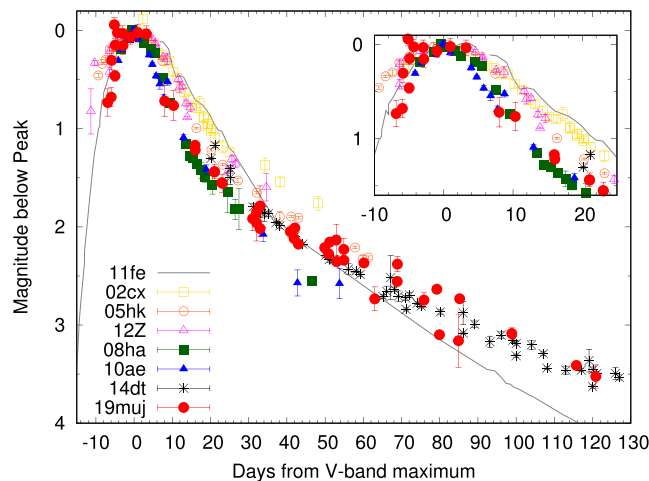 Magnitude below Peak
0
1
2
3
4
-10 0 10 20 30 40 50 60 70 80 90 100 110 120 130
Days from V-band maximum
11fe
02cx
05hk
12Z
08ha
10ae
14dt
19muj
0
1
-10 0 10 20